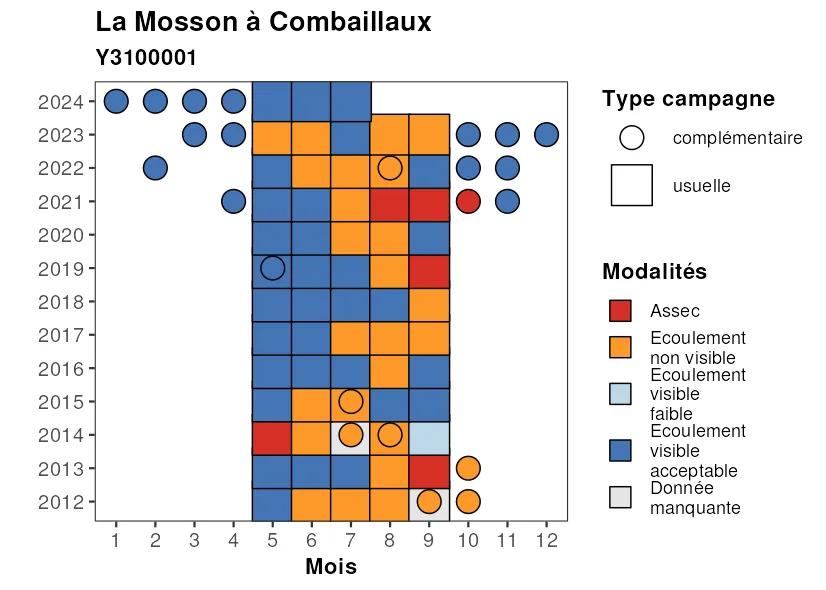 La Mosson à Combaillaux
Y3100001
2024
2023
2022
2021
2020
2019
2018
2017
2016
2015
2014
2013
2012
1 2 3 4 5 6 7 8 9 10 11 12
Mois
Type campagne
complémentaire
usuelle
Modalités
Assec
Ecoulement
non visible
Ecoulement
visible
faible
Ecoulement
visible
acceptable
Donnée
manquante